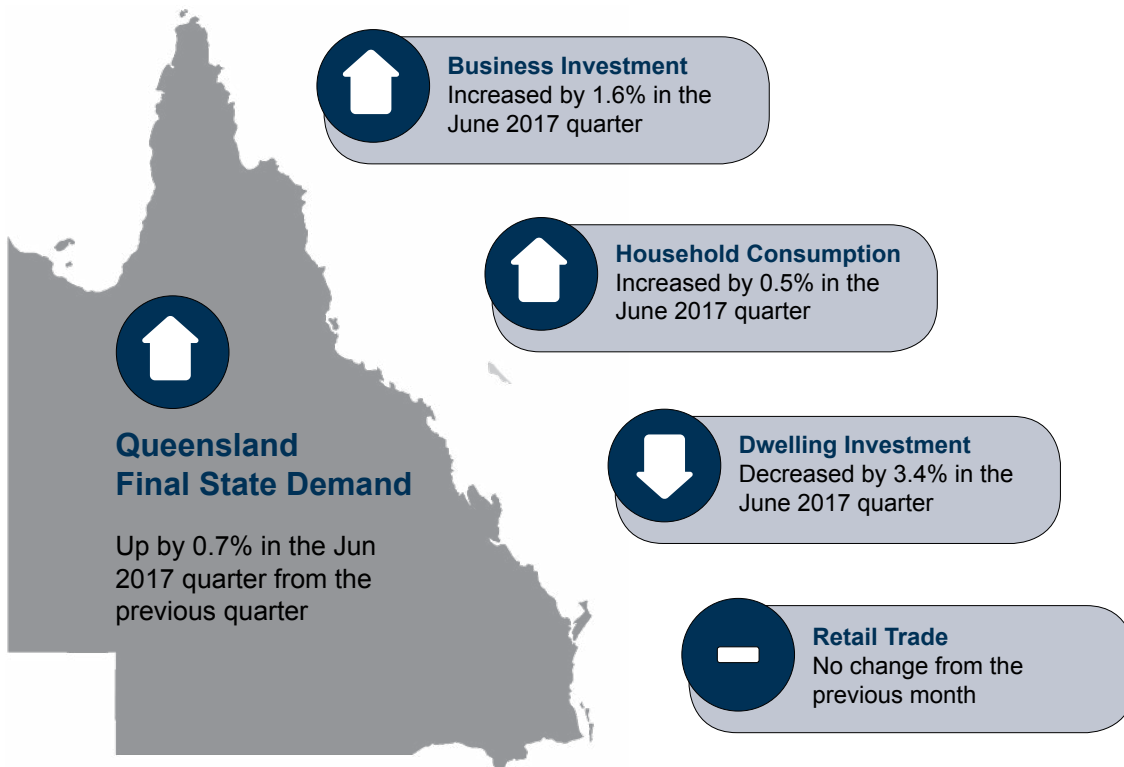 Business Investment
Increased by 1.6% in the
June 2017 quarter
Household Consumption
Increased by 0.5% in the
June 2017 quarter
Queensland
Final State Demand
Up by 0.7% in the Jun
2017 quarter from the
previous quarter
Dwelling Investment
Decreased by 3.4% in the
June 2017 quarter
Retail Trade
No change from the
previous month